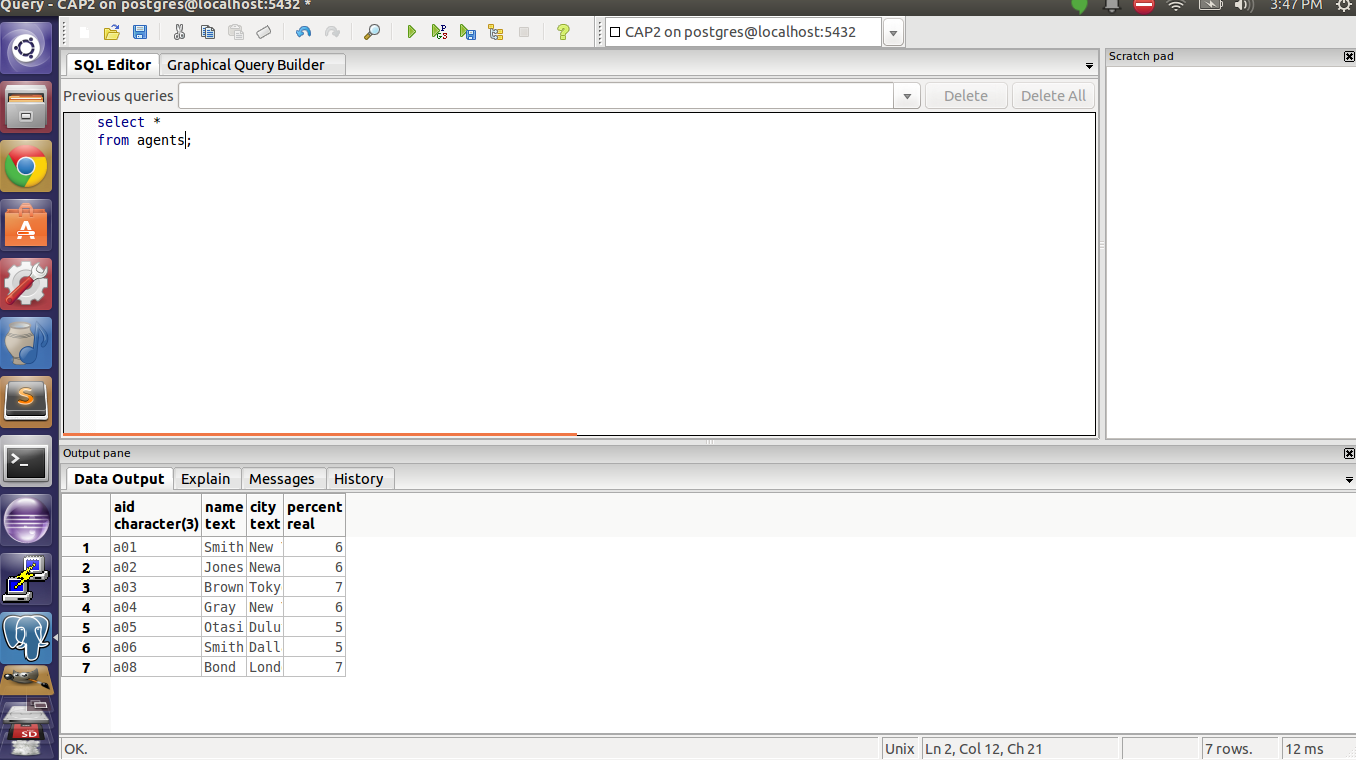 Query - CAP2 on postgres@localhost:5432 *
3:47 PM
CAP2 on postgres@localhost:5432
SQL Editor
Graphical Query Builder
Scratch pad
Previous queries
Delete
Delete All
select *
from agents;
Output pane
Data Output
Explain
Messages
History
aid name city percent
character(3) text text real
1 a01 Smith New 6
2 a02 Jones Newa 6
3 a03 Brown Toky 7
4 a04 Gray New 6
5 a05 Otasi Dulu 5
6 a06 Smith Dall 5
7 a08 Bond Lond 7
SD
OK.
Unix
Ln 2, Col 12, Ch 21
7 rows.
12 ms